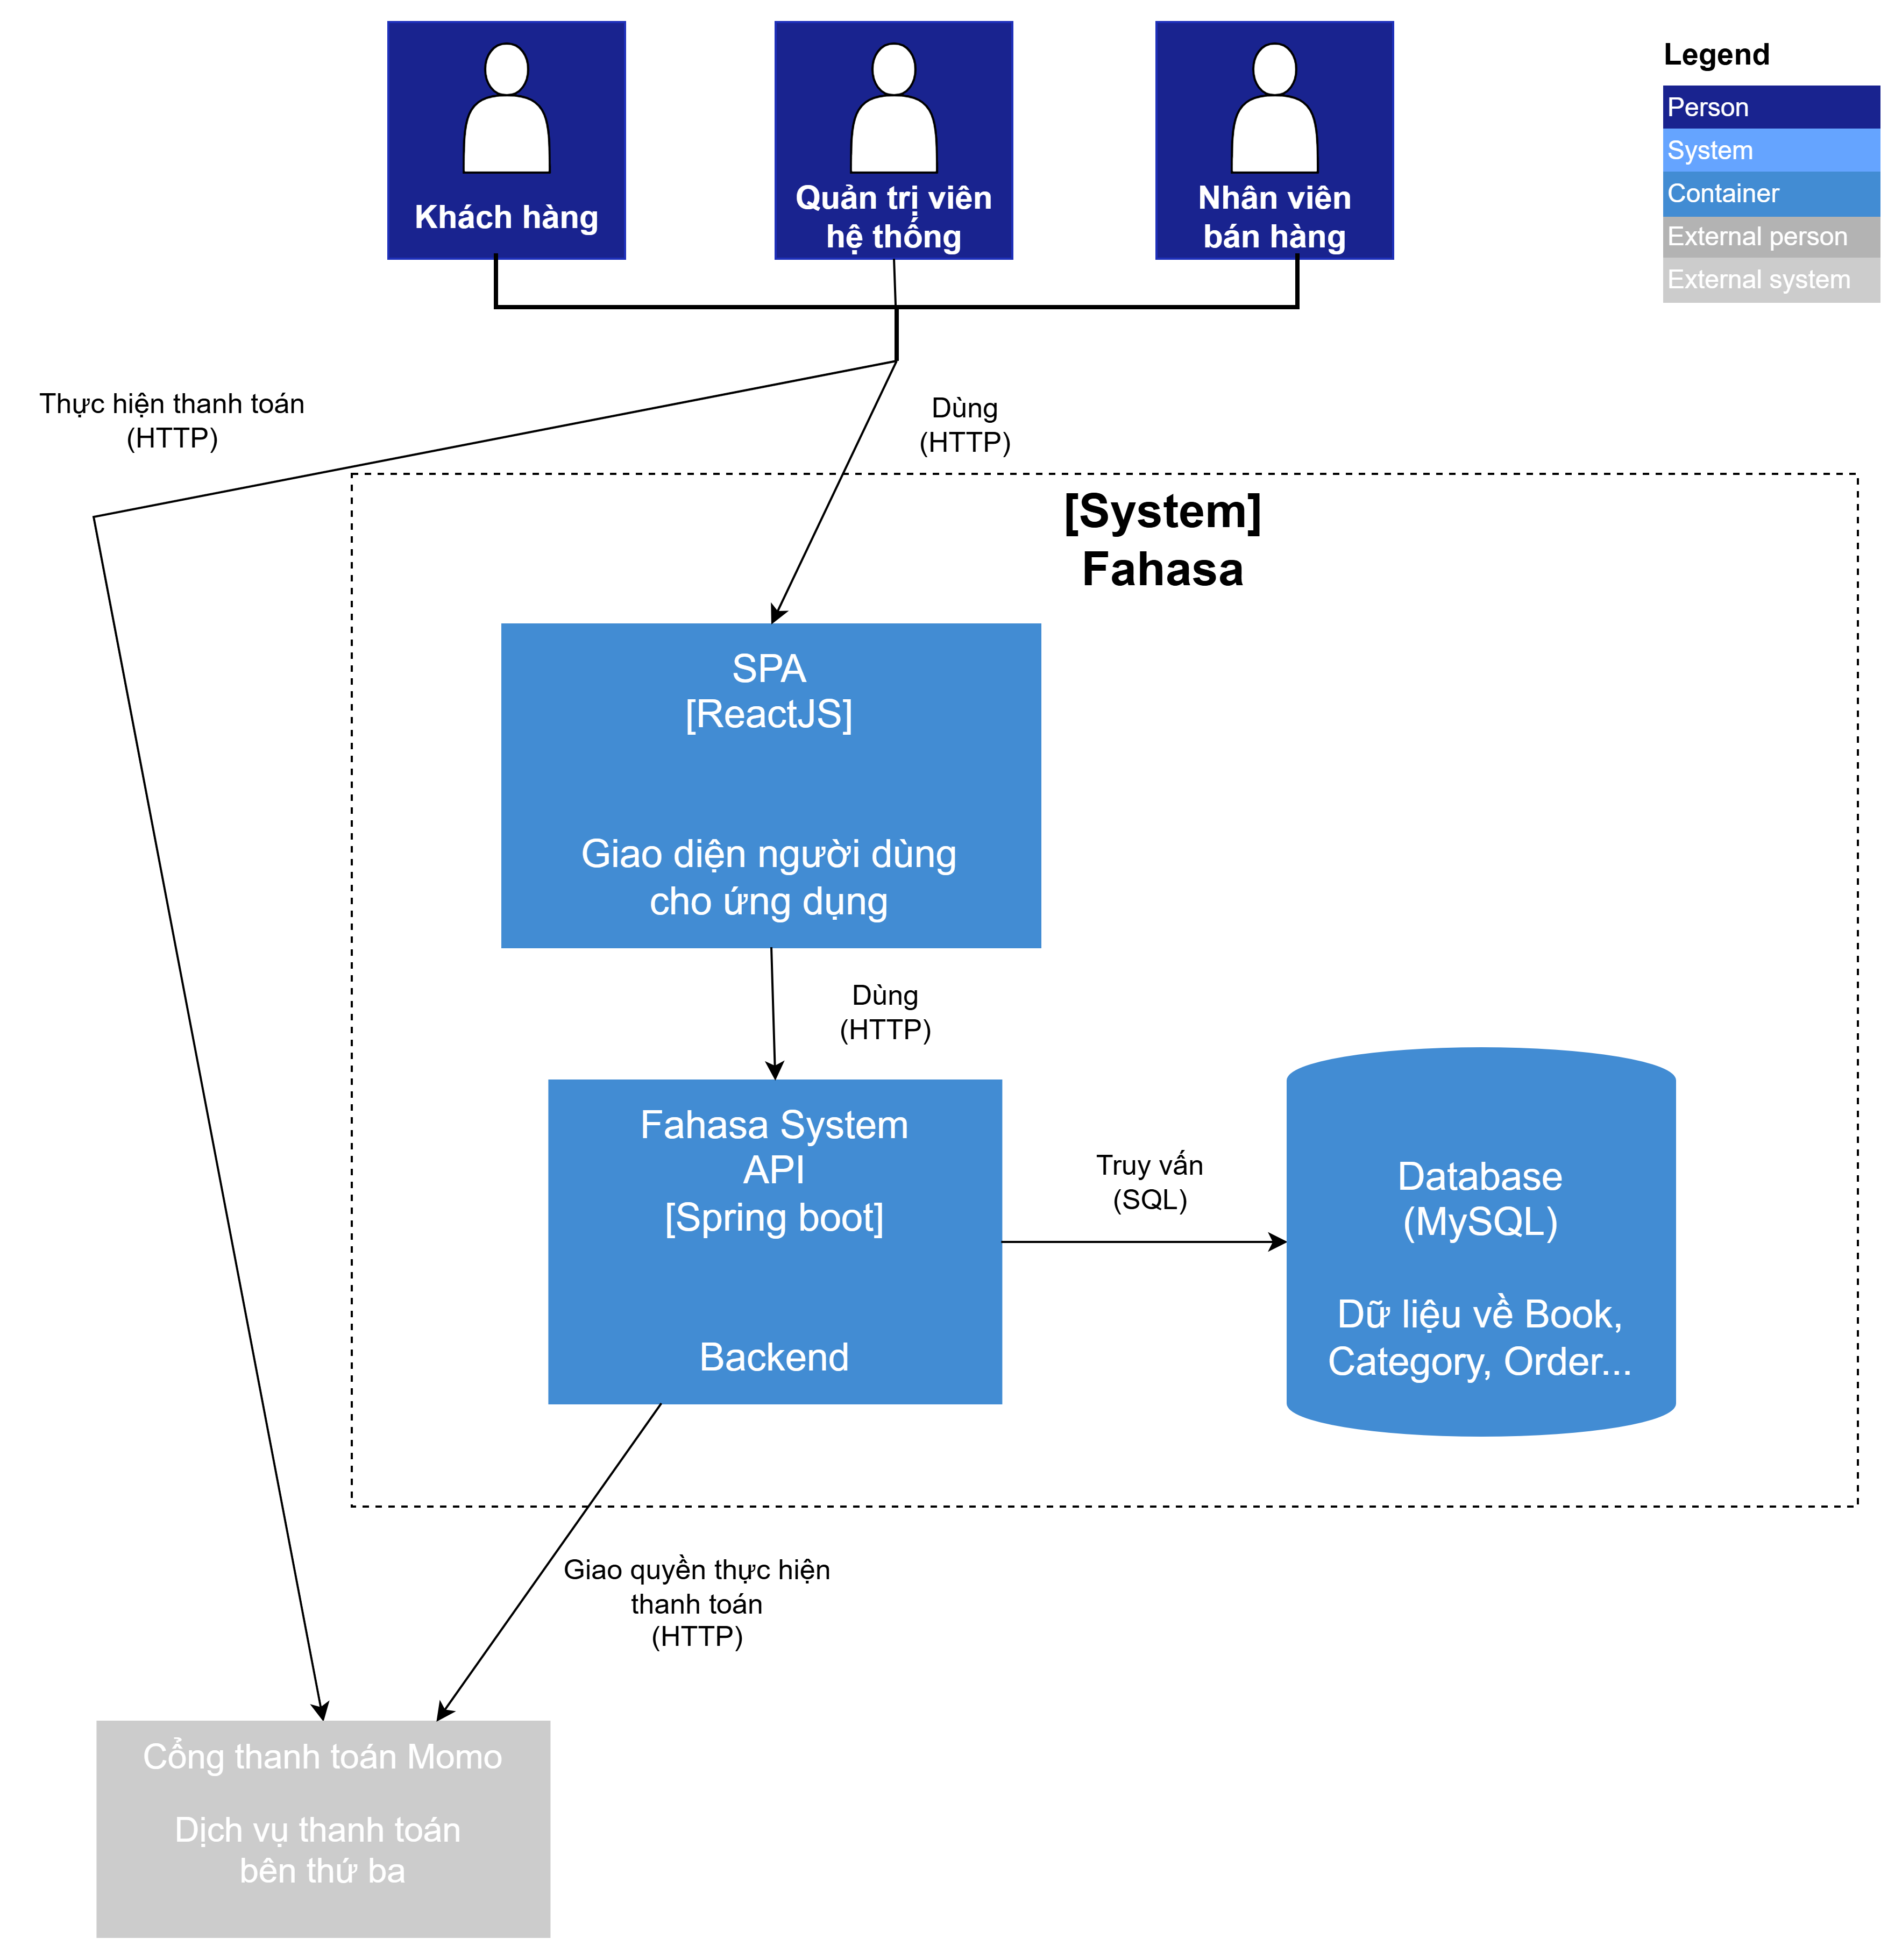 Khách hàng
Quản trị viên
hệ thống
Nhân viên
bán hàng
Legend
Person
System
Container
External person
External system
Thực hiện thanh toán
(HTTP)
Dùng
(HTTP)
[System]
Fahasa
SPA
[ReactJS]
Giao diện người dùng
cho ứng dụng
Dùng
(HTTP)
Fahasa System
API
[Spring boot]
Backend
Truy vấn
(SQL)
Database
(MySQL)
Dữ liệu về Book,
Category, Order...
Giao quyền thực hiện
thanh toán
(HTTP)
Cổng thanh toán Momo
Dịch vụ thanh toán
bên thứ ba